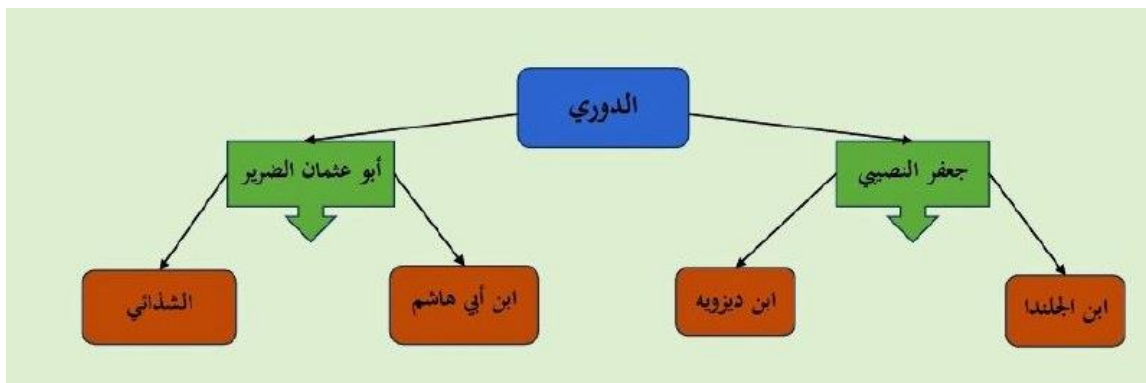 الدوري
جعفر النصيبي
أبو عثمان الضرير
ابن الجلندا
ابن ديزويه
ابن أبي هاشم
الشذائي